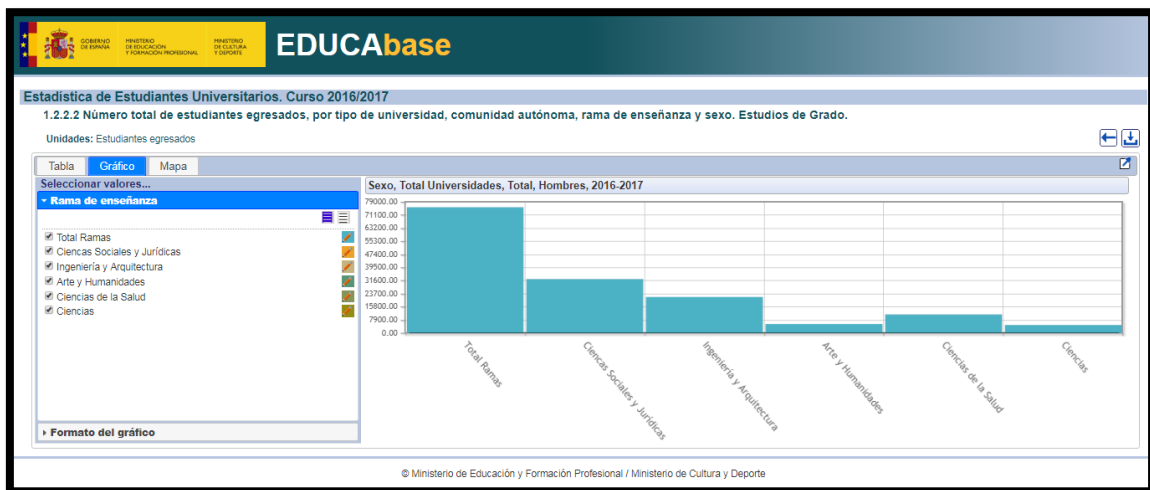 GOBIERNO DE ESPAÑA
MINISTERIO DE EDUCACIÓN Y FORMACIÓN PROFESIONAL
MINISTERIO DE CULTURA Y DEPORTE
EDUCAbase
Estadística de Estudiantes Universitarios. Curso 2016/2017
1.2.2.2 Número total de estudiantes egresados, por tipo de universidad, comunidad autónoma, rama de enseñanza y sexo. Estudios de Grado.
Unidades: Estudiantes egresados
Tabla Gráfico Mapa
Seleccionar valores...
Rama de enseñanza
Total Ramas
Ciencas Sociales y Jurídicas
Ingeniería y Arquitectura
Arte y Humanidades
Ciencias de la Salud
Ciencias
Formato del gráfico
Sexo, Total Universidades, Total, Hombres, 2016-2017
79000.00
71100.00
63200.00
55300.00
47400.00
39500.00
31600.00
23700.00
15800.00
7900.00
0.00
Total Ramas
Ciencas Sociales y Jurídicas
Ingeniería y Arquitectura
Arte y Humanidades
Ciencias de la Salud
Ciencias
© Ministerio de Educación y Formación Profesional / Ministerio de Cultura y Deporte